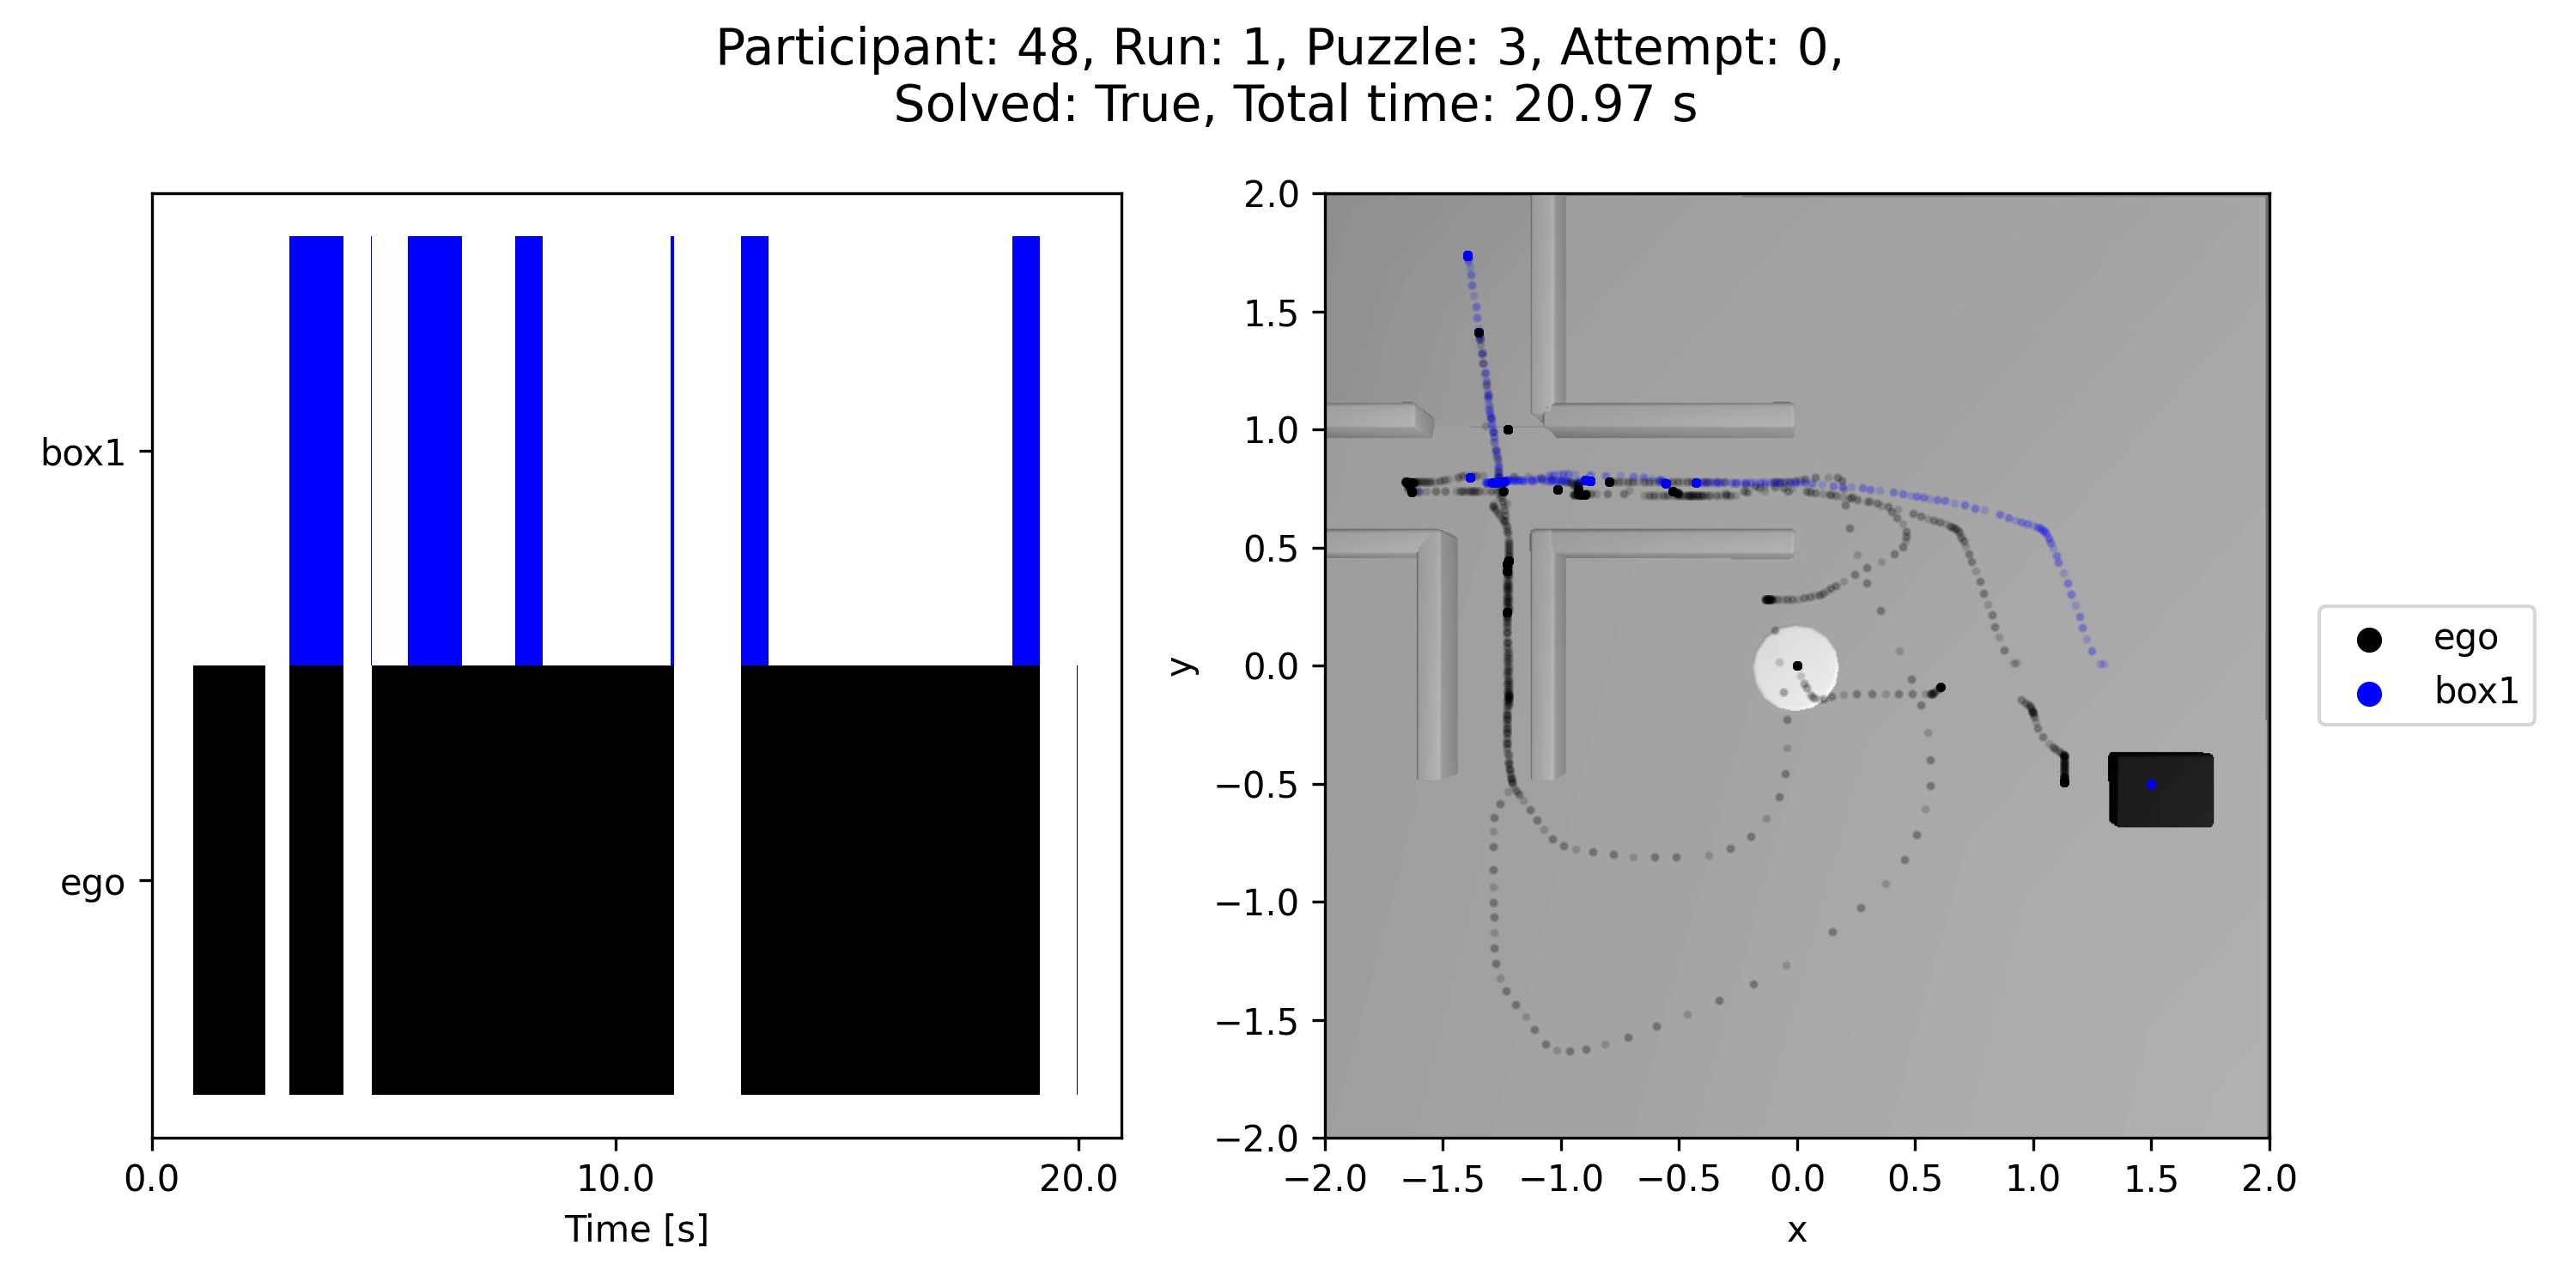 Participant: 48, Run: 1, Puzzle: 3, Attempt: 0,
Solved: True, Total time: 20.97 s
box1
ego
0.0
10.0
20.0
Time [s]
2.0
1.5
1.0
0.5
0.0
−0.5
−1.0
−1.5
−2.0
y
−2.0
−1.5
−1.0
−0.5
0.0
0.5
1.0
1.5
2.0
x
ego
box1